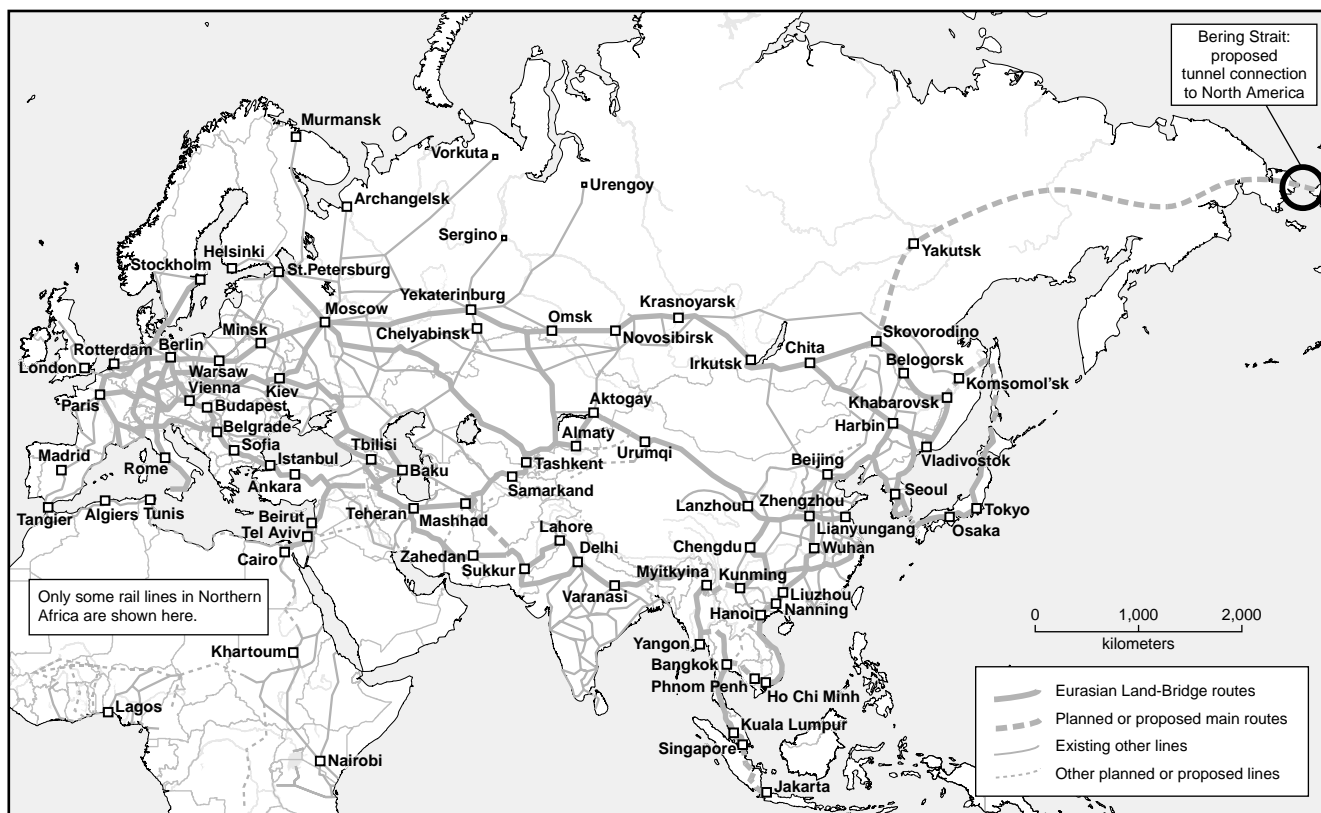 Bering Strait:
proposed
tunnel connection
to North America
Murmansk
Vorkuta
Urengoy
Archangelsk
Sergino
Yakutsk
Helsinki
Stockholm
St.Petersburg
Yekaterinburg
Krasnoyarsk
Moscow
Minsk
Chelyabinsk
Omsk
Novosibirsk
Skovorodino
Rotterdam
Berlin
Irkutsk
Chita
Belogorsk
London
Warsaw
Komsomol'sk
Vienna
Kiev
Paris
Budapest
Aktogay
Khabarovsk
Belgrade
Harbin
Almaty
Sofia
Tbilisi
Urumqi
Madrid
Rome
Istanbul
Baku
Tashkent
Beijing
Vladivostok
Ankara
Samarkand
Seoul
Tangier
Algiers
Tunis
Beirut
Teheran
Mashhad
Lanzhou
Zhengzhou
Tokyo
Tel Aviv
Lahore
Lianyungang
Osaka
Cairo
Zahedan
Delhi
Chengdu
Wuhan
Sukkur
Myitkyina
Kunming
Varanasi
Liuzhou
Only some rail lines in Northern
Africa are shown here.
Hanoi
Nanning
0
1,000
2,000
kilometers
Khartoum
Yangon
Bangkok
Phnom Penh
Ho Chi Minh
Lagos
Kuala Lumpur
Singapore
Nairobi
Jakarta
Eurasian Land-Bridge routes
Planned or proposed main routes
Existing other lines
Other planned or proposed lines